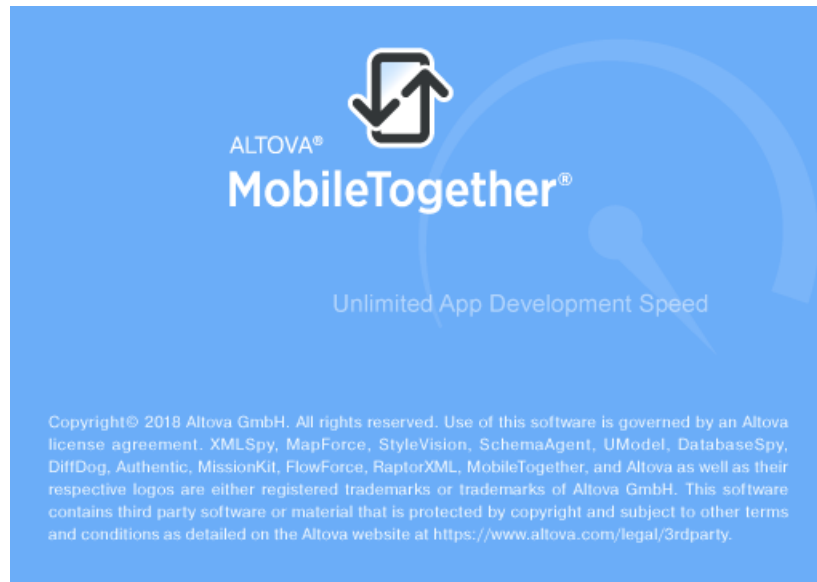 ALTOVA®
MobileTogether®
Unlimited App Development Speed
Copyright© 2018 Altova GmbH. All rights reserved. Use of this software is governed by an Altova
license agreement. XMLSpy, MapForce, StyleVision, SchemaAgent, UModel, DatabaseSpy,
DiffDog, Authentic, MissionKit, FlowForce, RaptorXML, MobileTogether, and Altova as well as their
respective logos are either registered trademarks or trademarks of Altova GmbH. This software
contains third party software or material that is protected by copyright and subject to other terms
and conditions as detailed on the Altova website at https://www.altova.com/legal/3rdparty.